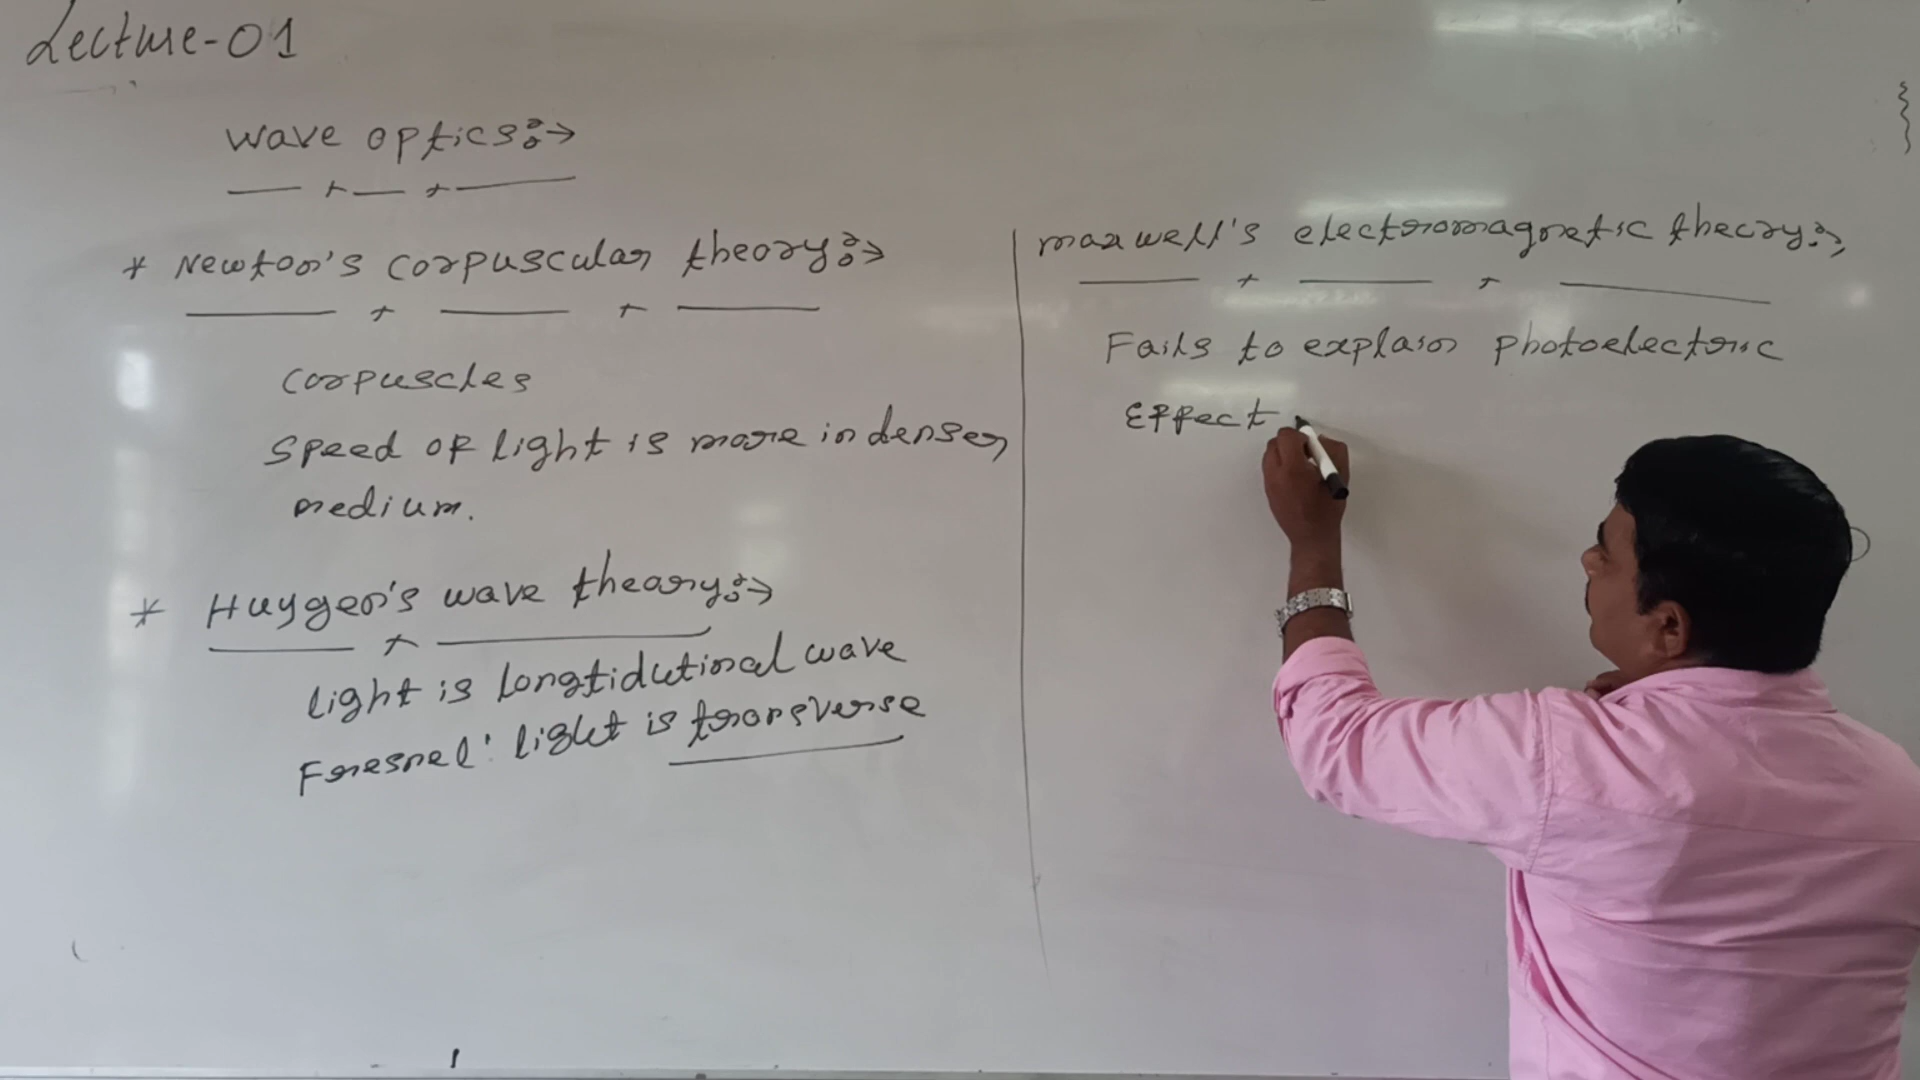 Lecture-01
wave optics:→
* Newton's corpuscular theory:→
corpuscles
speed of light is more in denser
medium.
* Huygen's wave theory:→
light is longtidutional wave
Fresnel: light is transverse
maxwell's electromagnetic theory:→
Fails to explain photoelectric
Effect